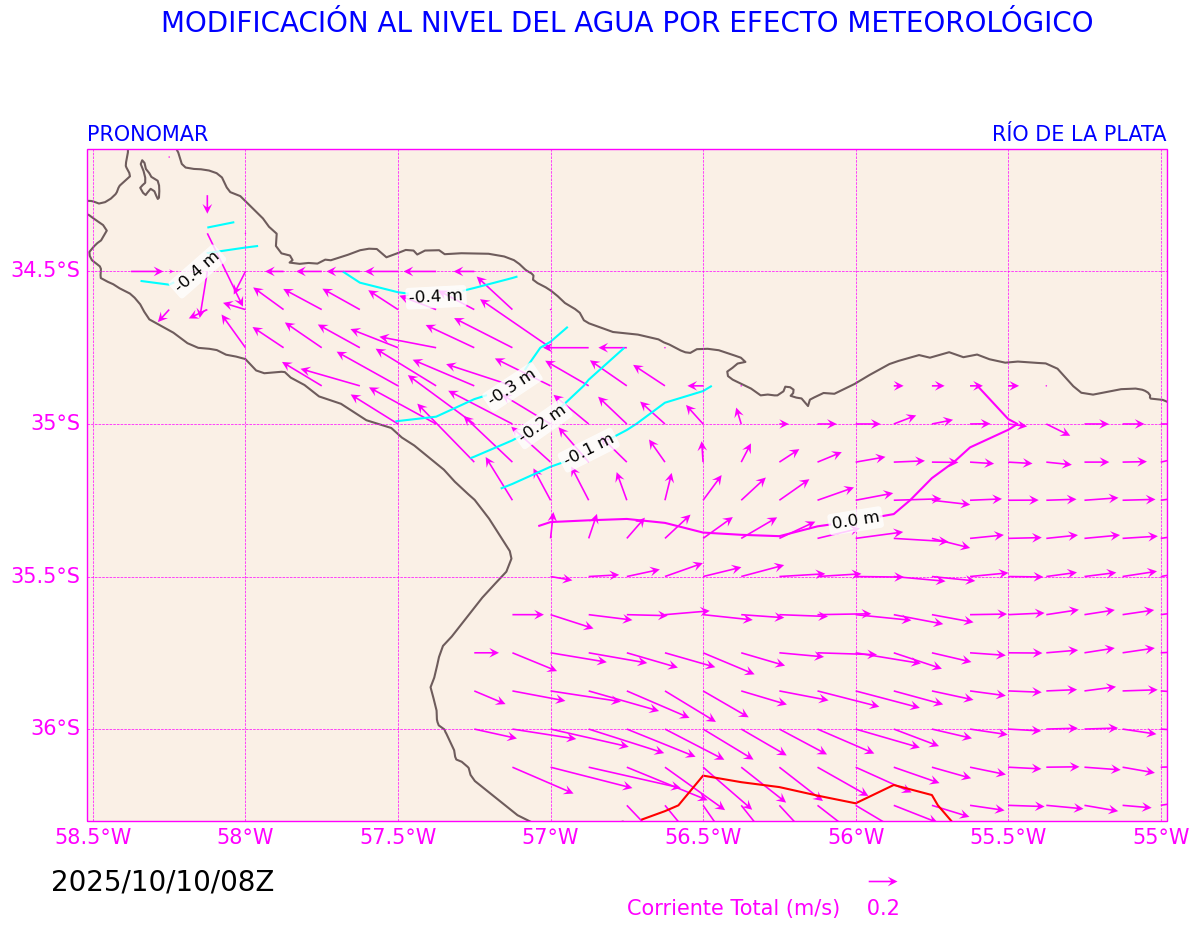 MODIFICACIÓN AL NIVEL DEL AGUA POR EFECTO METEOROLÓGICO
PRONOMAR
RÍO DE LA PLATA
34.5°S
35°S
35.5°S
36°S
-0.4 m
-0.4 m
-0.3 m
-0.2 m
-0.1 m
0.0 m
58.5°W
58°W
57.5°W
57°W
56.5°W
56°W
55.5°W
55°W
2025/10/10/08Z
Corriente Total (m/s)
0.2